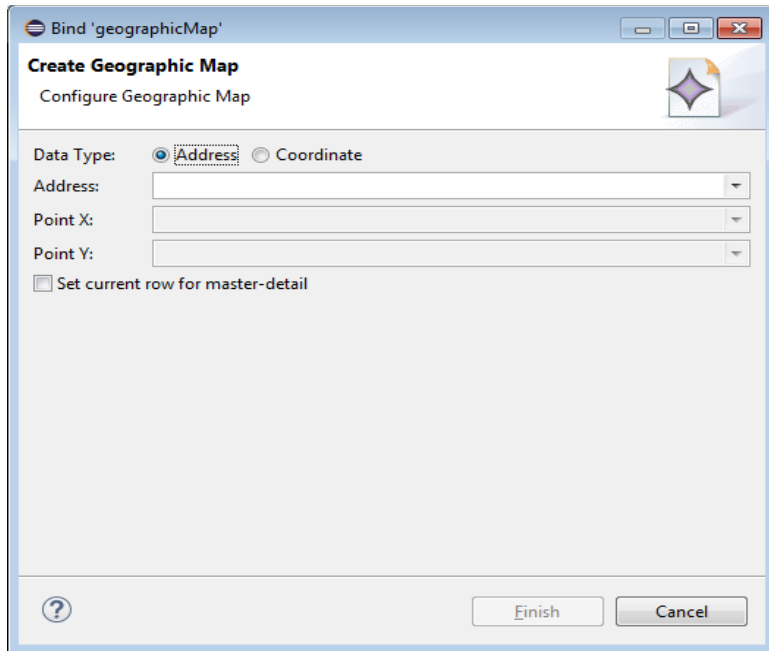 Bind 'geographicMap'
Create Geographic Map
Configure Geographic Map
Data Type: Address Coordinate
Address:
Point X:
Point Y:
Set current row for master-detail
?
Finish Cancel